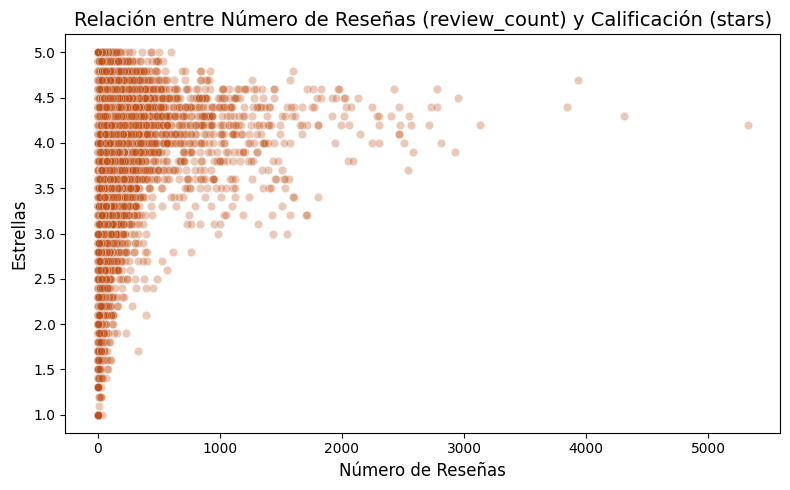 Relación entre Número de Reseñas (review_count) y Calificación (stars)
5.0
4.5
4.0
3.5
3.0
2.5
2.0
1.5
1.0
Estrellas
0 1000 2000 3000 4000 5000
Número de Reseñas